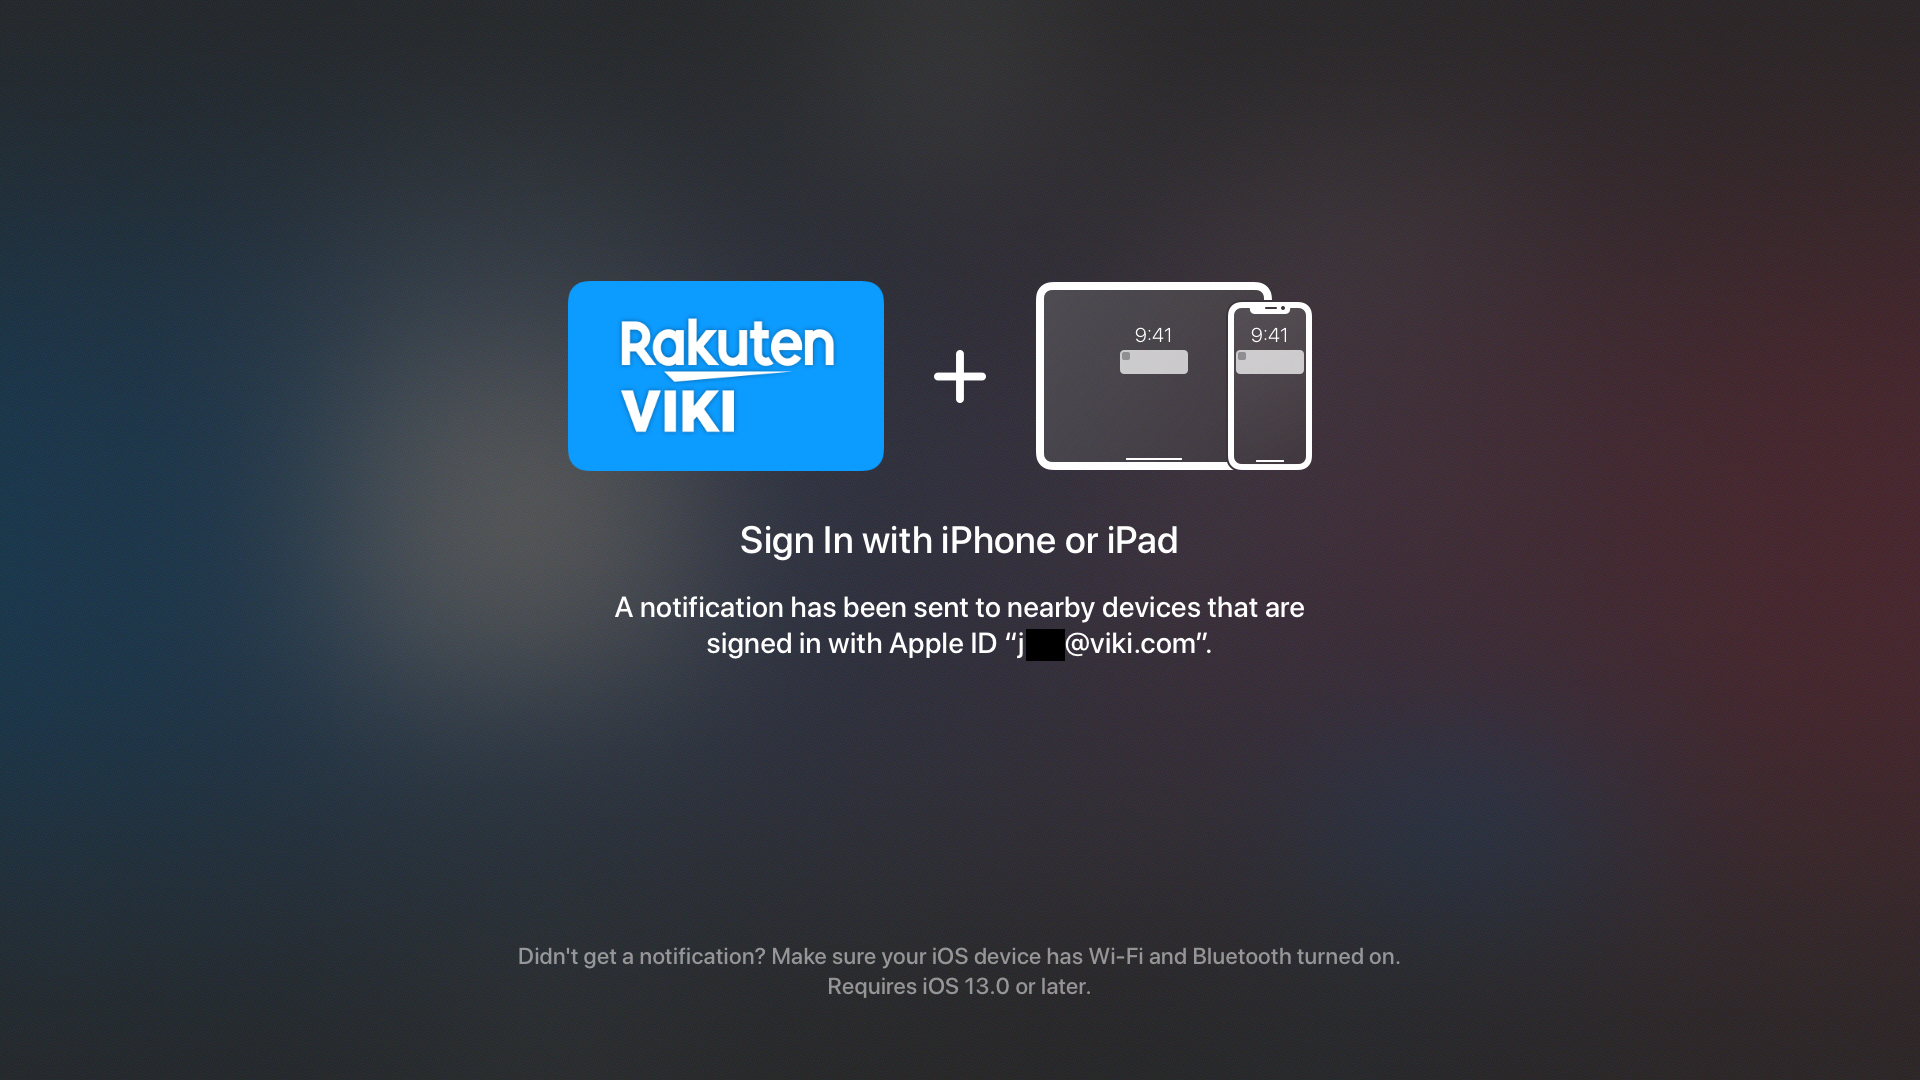 Rakuten
VIKI
9:41
9:41
Sign In with iPhone or iPad
A notification has been sent to nearby devices that are
signed in with Apple ID “j@viki.com”.
Didn't get a notification? Make sure your iOS device has Wi-Fi and Bluetooth turned on.
Requires iOS 13.0 or later.